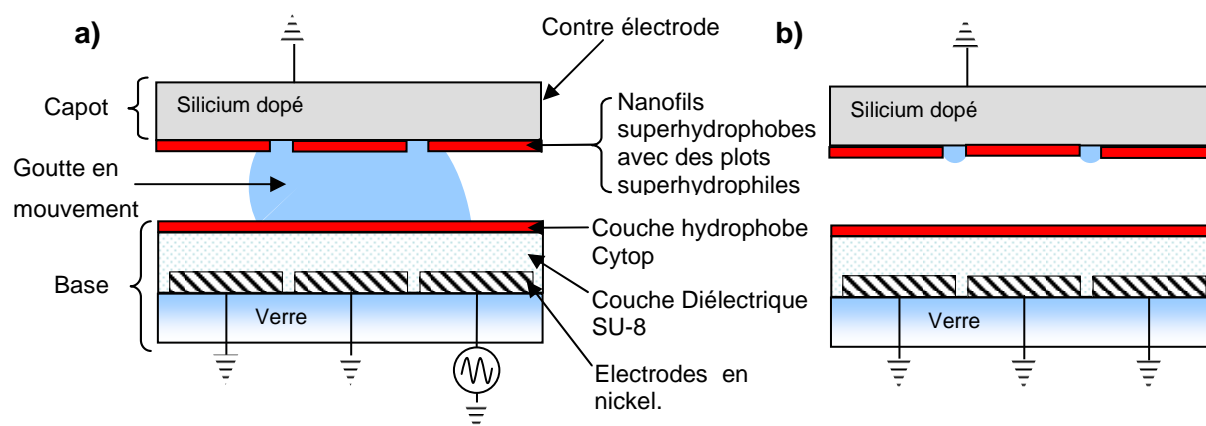 a)
Contre électrode
b)
Capot
Silicium dopé
Nanofils
superhydrophobes
avec des plots
superhydrophiles
Silicium dopé
Goutte en
mouvement
Couche hydrophobe
Cytop
Base
Couche Diélectrique
SU-8
Verre
Verre
Electrodes en
nickel.